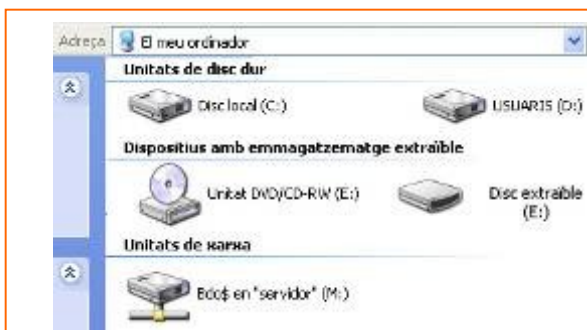 Adreça El meu ordinador
Unitats de disc dur
Disc local (C:) USUARIS (D:)
Dispositius amb emmagatzematge extraïble
Unitat DVD/CD-RW (E:) Disc extraïble
(E:)
Unitats de xarxa
Bdo$ en "servidor" (M:)